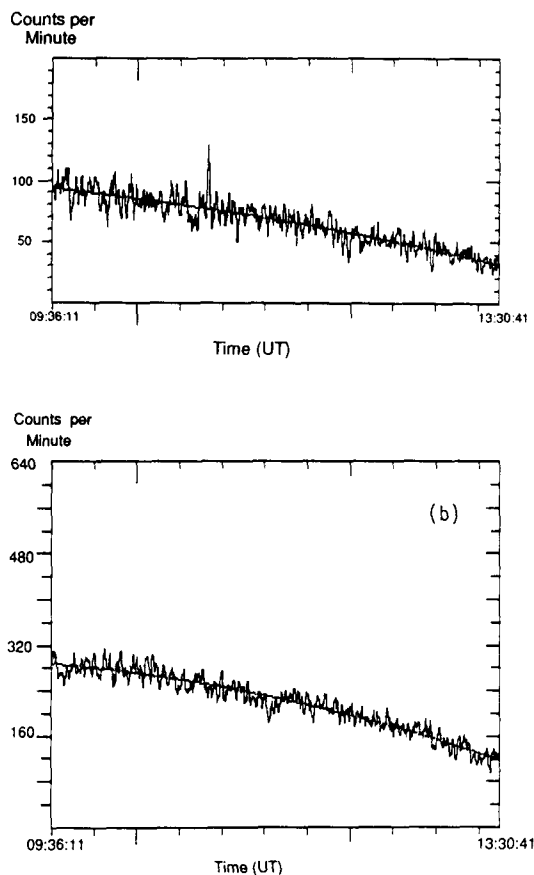 Counts per
Minute
150
100
50
09:36:11
13:30:41
Time (UT)
Counts per
Minute
640
(b)
480
320
160
09:36:11
13:30:41
Time (UT)